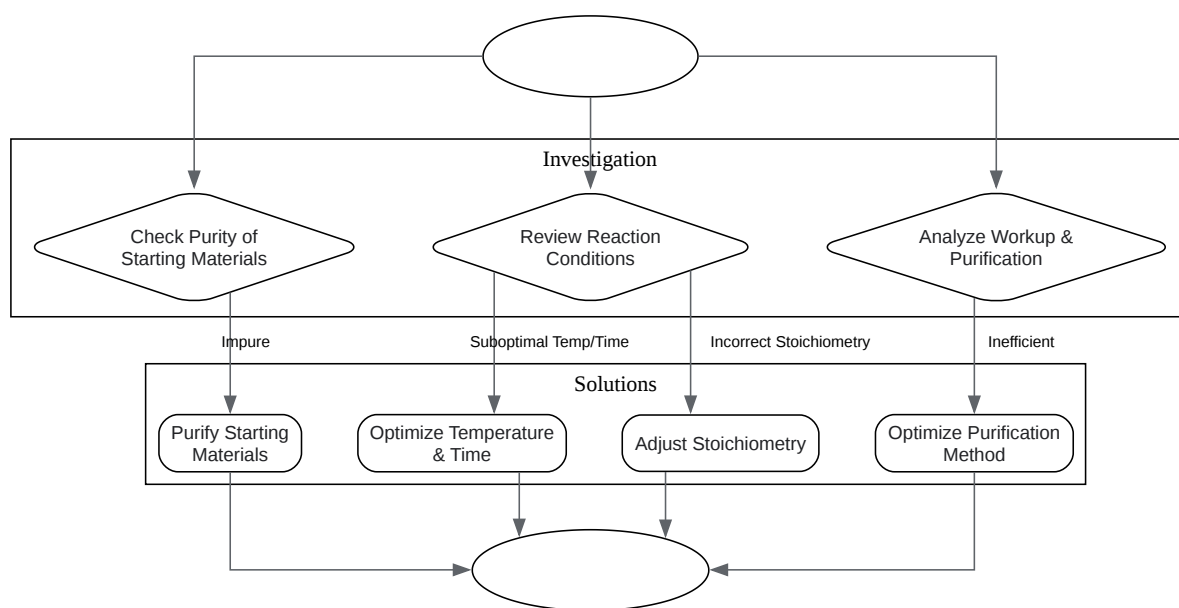 Investigation
Check Purity of
Starting Materials
Review Reaction
Conditions
Analyze Workup &
Purification
Impure
Suboptimal Temp/Time
Incorrect Stoichiometry
Inefficient
Solutions
Purify Starting
Materials
Optimize Temperature
& Time
Adjust Stoichiometry
Optimize Purification
Method